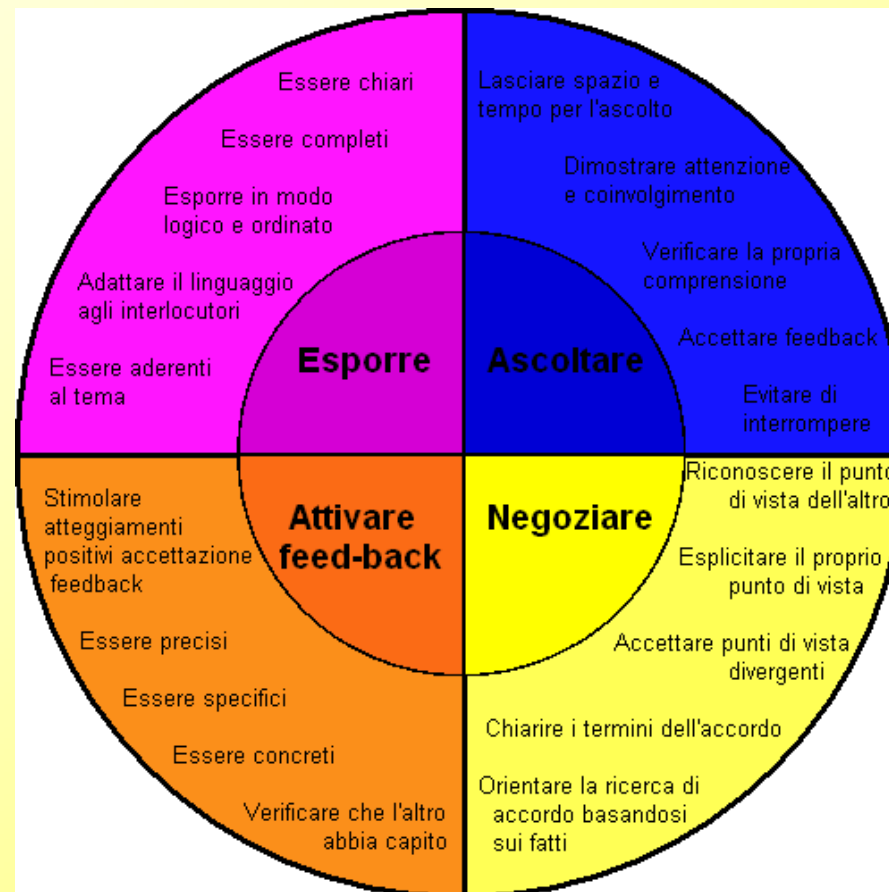 Essere chiari
Essere completi
Esporre in modo
logico e ordinato
Adattare il linguaggio
agli interlocutori
Essere aderenti
al tema
Esporre
Lasciare spazio e
tempo per l'ascolto
Dimostrare attenzione
e coinvolgimento
Verificare la propria
comprensione
Accettare feedback
Evitare di
interrompere
Ascoltare
Stimolare
atteggiamenti
positivi accettazione
feedback
Essere precisi
Essere specifici
Essere concreti
Verificare che l'altro
abbia capito
Attivare
feed-back
Negoziare
Riconoscere il punto
di vista dell'altro
Esplicitare il proprio
punto di vista
Accettare punti di vista
divergenti
Chiarire i termini dell'accordo
Orientare la ricerca di
accordo basandosi
sui fatti